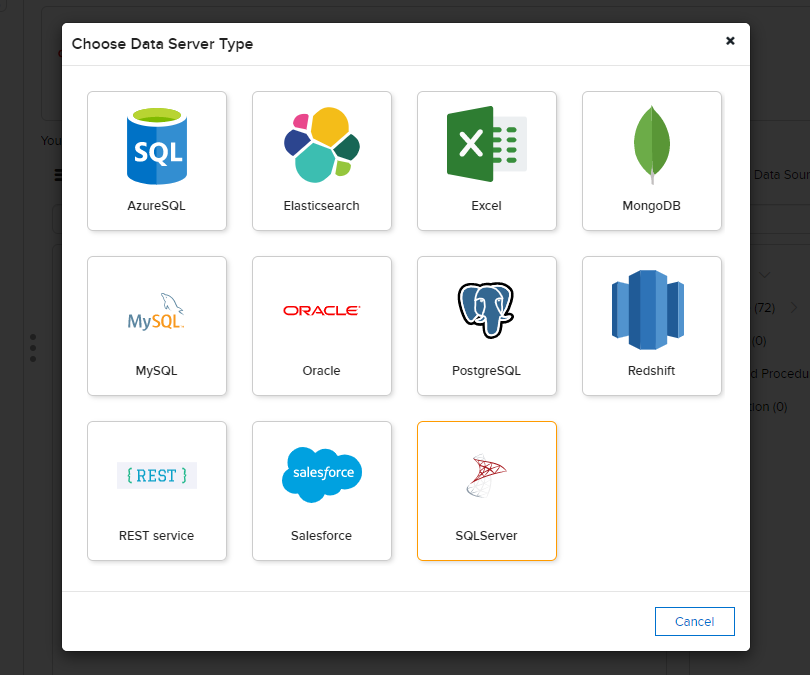 Choose Data Server Type
You
Data Sour
SQL
AzureSQL
Elasticsearch
X
Excel
MongoDB
MySQL.
MySQL
ORACLE
Oracle
PostgreSQL
Redshift
(72)
(0)
d Procedu
tion (0)
{ REST }
REST service
salesforce
Salesforce
SQLServer
Cancel